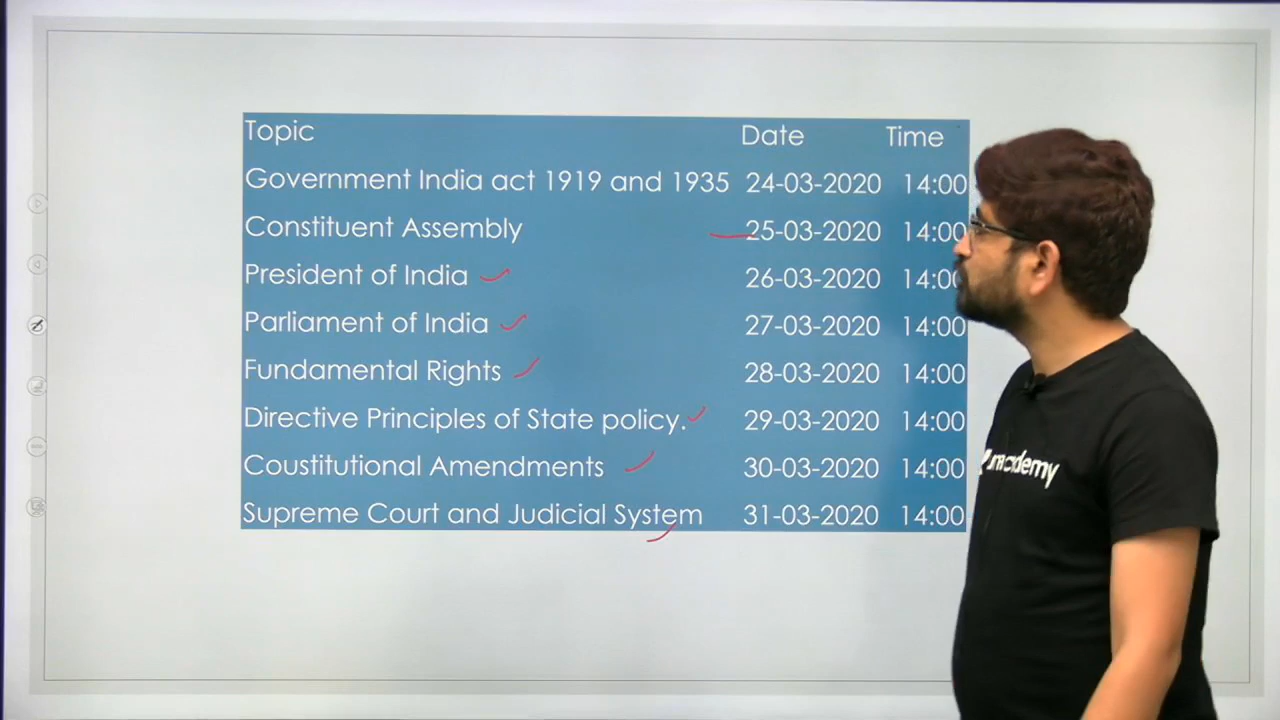 Topic Date Time
Government India act 1919 and 1935 24-03-2020 14:00
Constituent Assembly 25-03-2020 14:00
President of India 26-03-2020 14:00
Parliament of India 27-03-2020 14:00
Fundamental Rights 28-03-2020 14:00
Directive Principles of State policy. 29-03-2020 14:00
Coustitutional Amendments 30-03-2020 14:00
Supreme Court and Judicial System 31-03-2020 14:00
unacademy